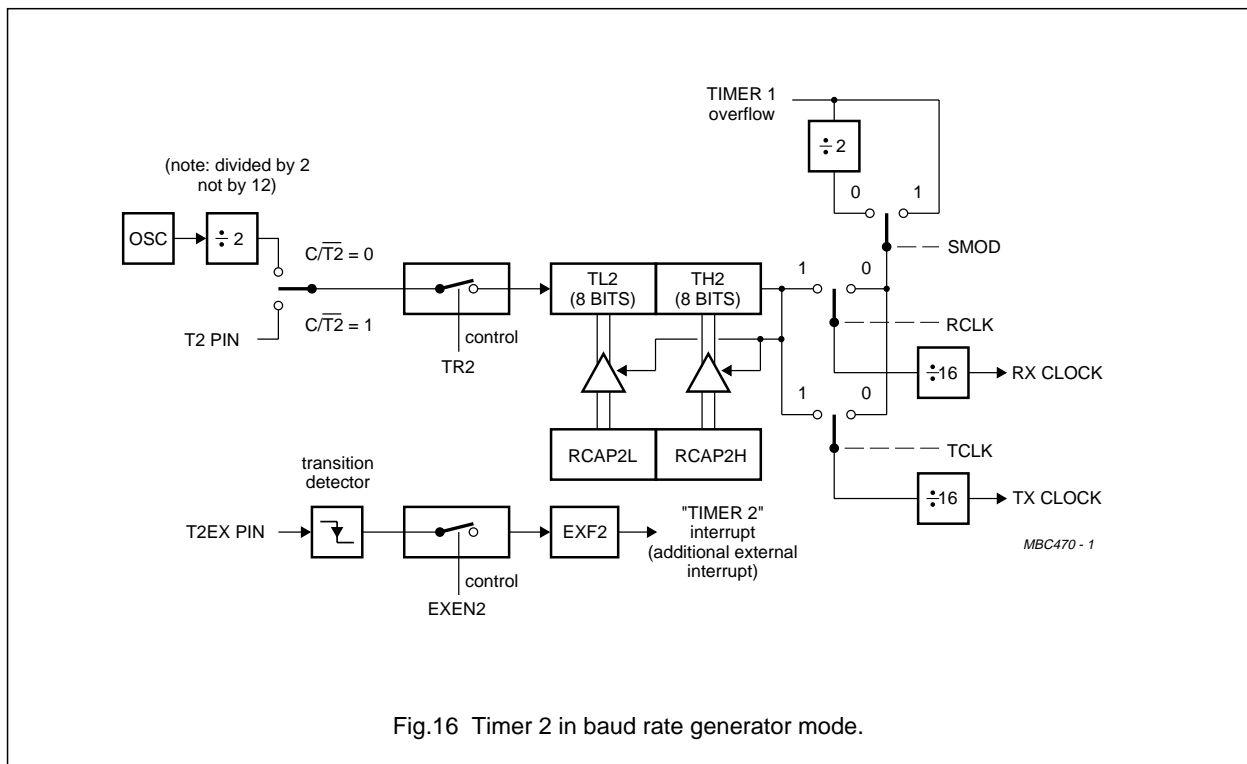 TIMER 1
overflow
÷ 2
0 1
SMOD
(note: divided by 2
not by 12)
OSC
÷ 2
C/T̅2̅ = 0
C/T̅2̅ = 1
T2 PIN
control
TR2
TL2
(8 BITS)
TH2
(8 BITS)
1 0
RCLK
÷16
RX CLOCK
RCAP2L
RCAP2H
1 0
TCLK
÷16
TX CLOCK
transition
detector
T2EX PIN
control
EXEN2
EXF2
"TIMER 2"
interrupt
(additional external
interrupt)
MBC470 - 1
Fig.16 Timer 2 in baud rate generator mode.